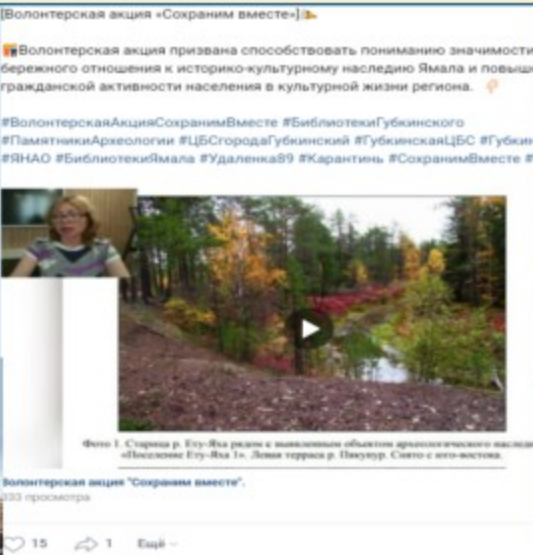 [Волонтерская акция «Сохраним вместе»]
Волонтерская акция призвана способствовать пониманию значимости
бережного отношения к историко-культурному наследию Ямала и повыш
гражданской активности населения в культурной жизни региона.
#ВолонтерскаяАкцияСохранимВместе #БиблиотекиГубкинского
#ПамятникиАрхеологии #ЦБСгородаГубкинский #ГубкинскаяЦБС #Губкин
#ЯНАО #БиблиотекиЯмала #Удаленка89 #Карантинь #СохранимВместе #
Фото 1. Старица р. Ету-Яха рядом с выявленным объектом археологического наслед
«Поселение Ету-Яха 1». Левая терраса р. Пякупур. Снято с юго-востока.
Волонтерская акция "Сохраним вместе".
333 просмотра
15 1 Ещё